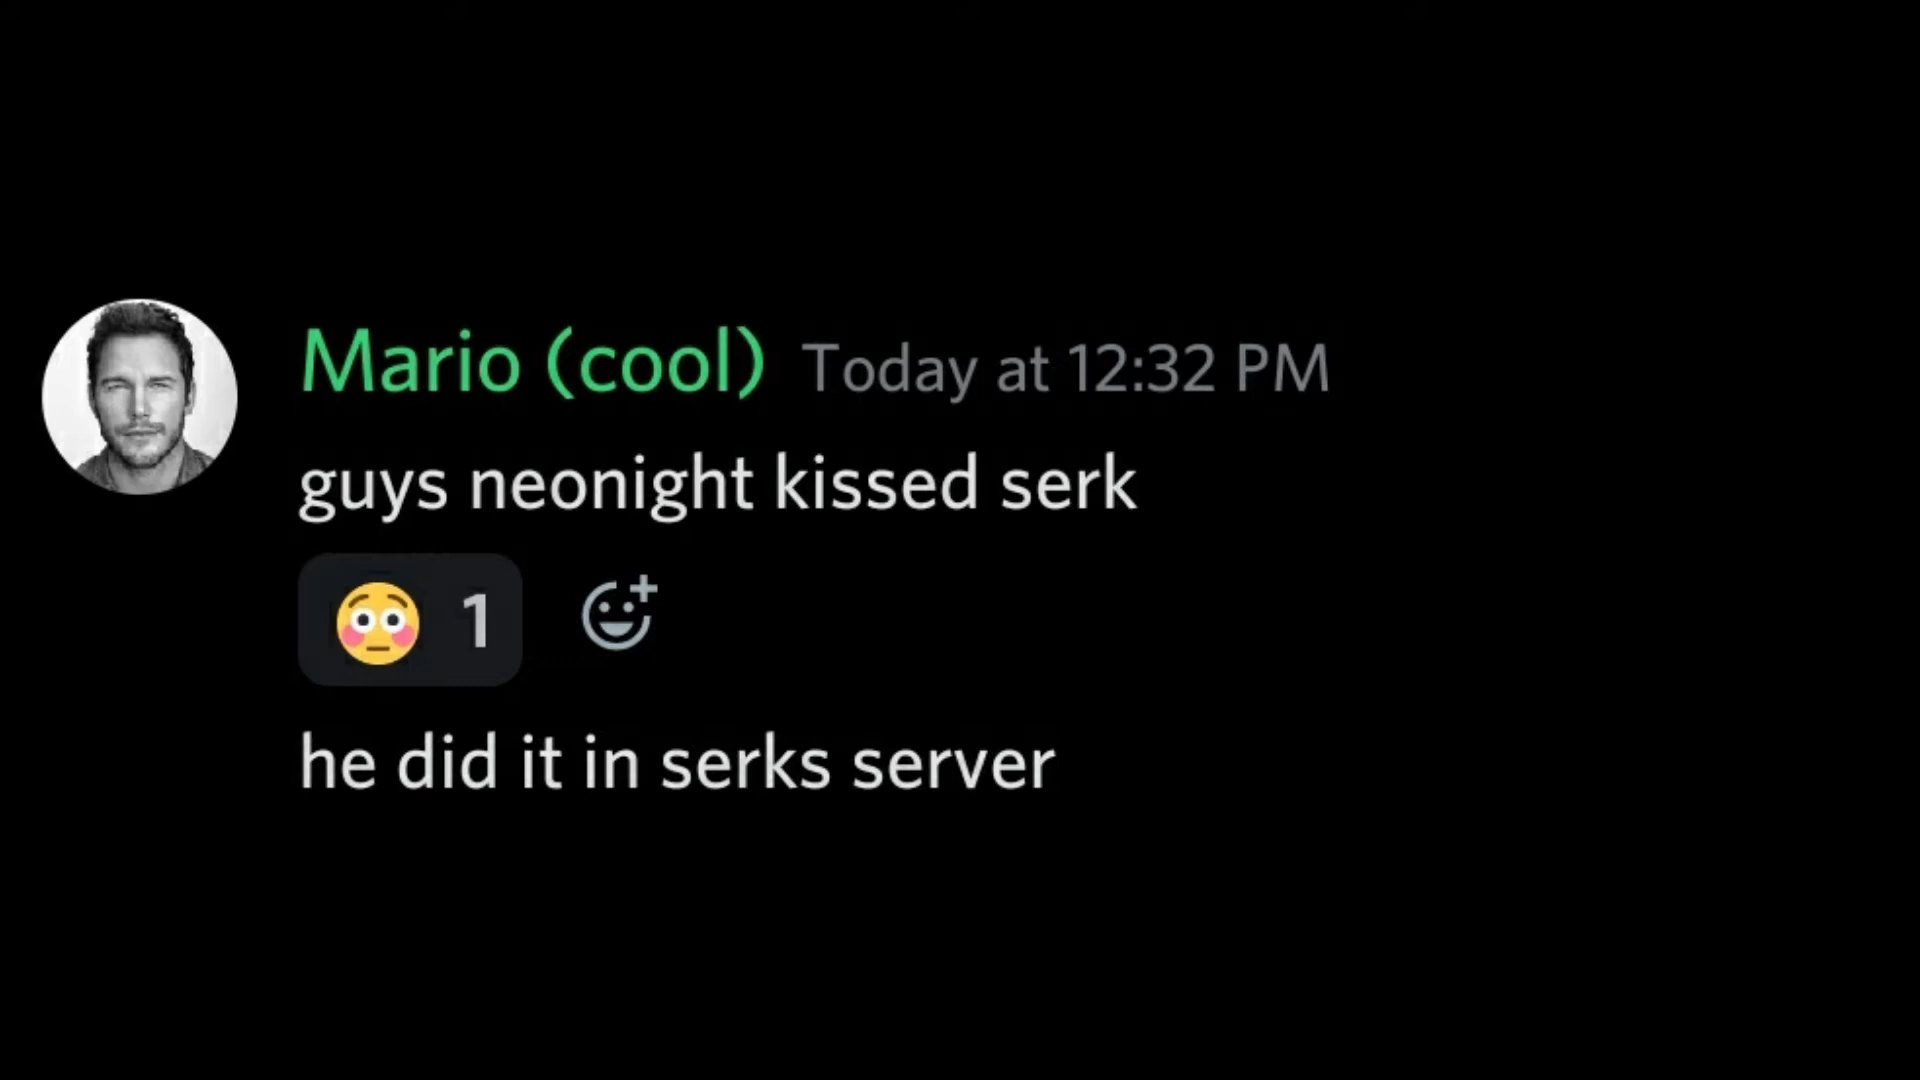 Mario (cool) Today at 12:32 PM
guys neonight kissed serk
1
he did it in serks server